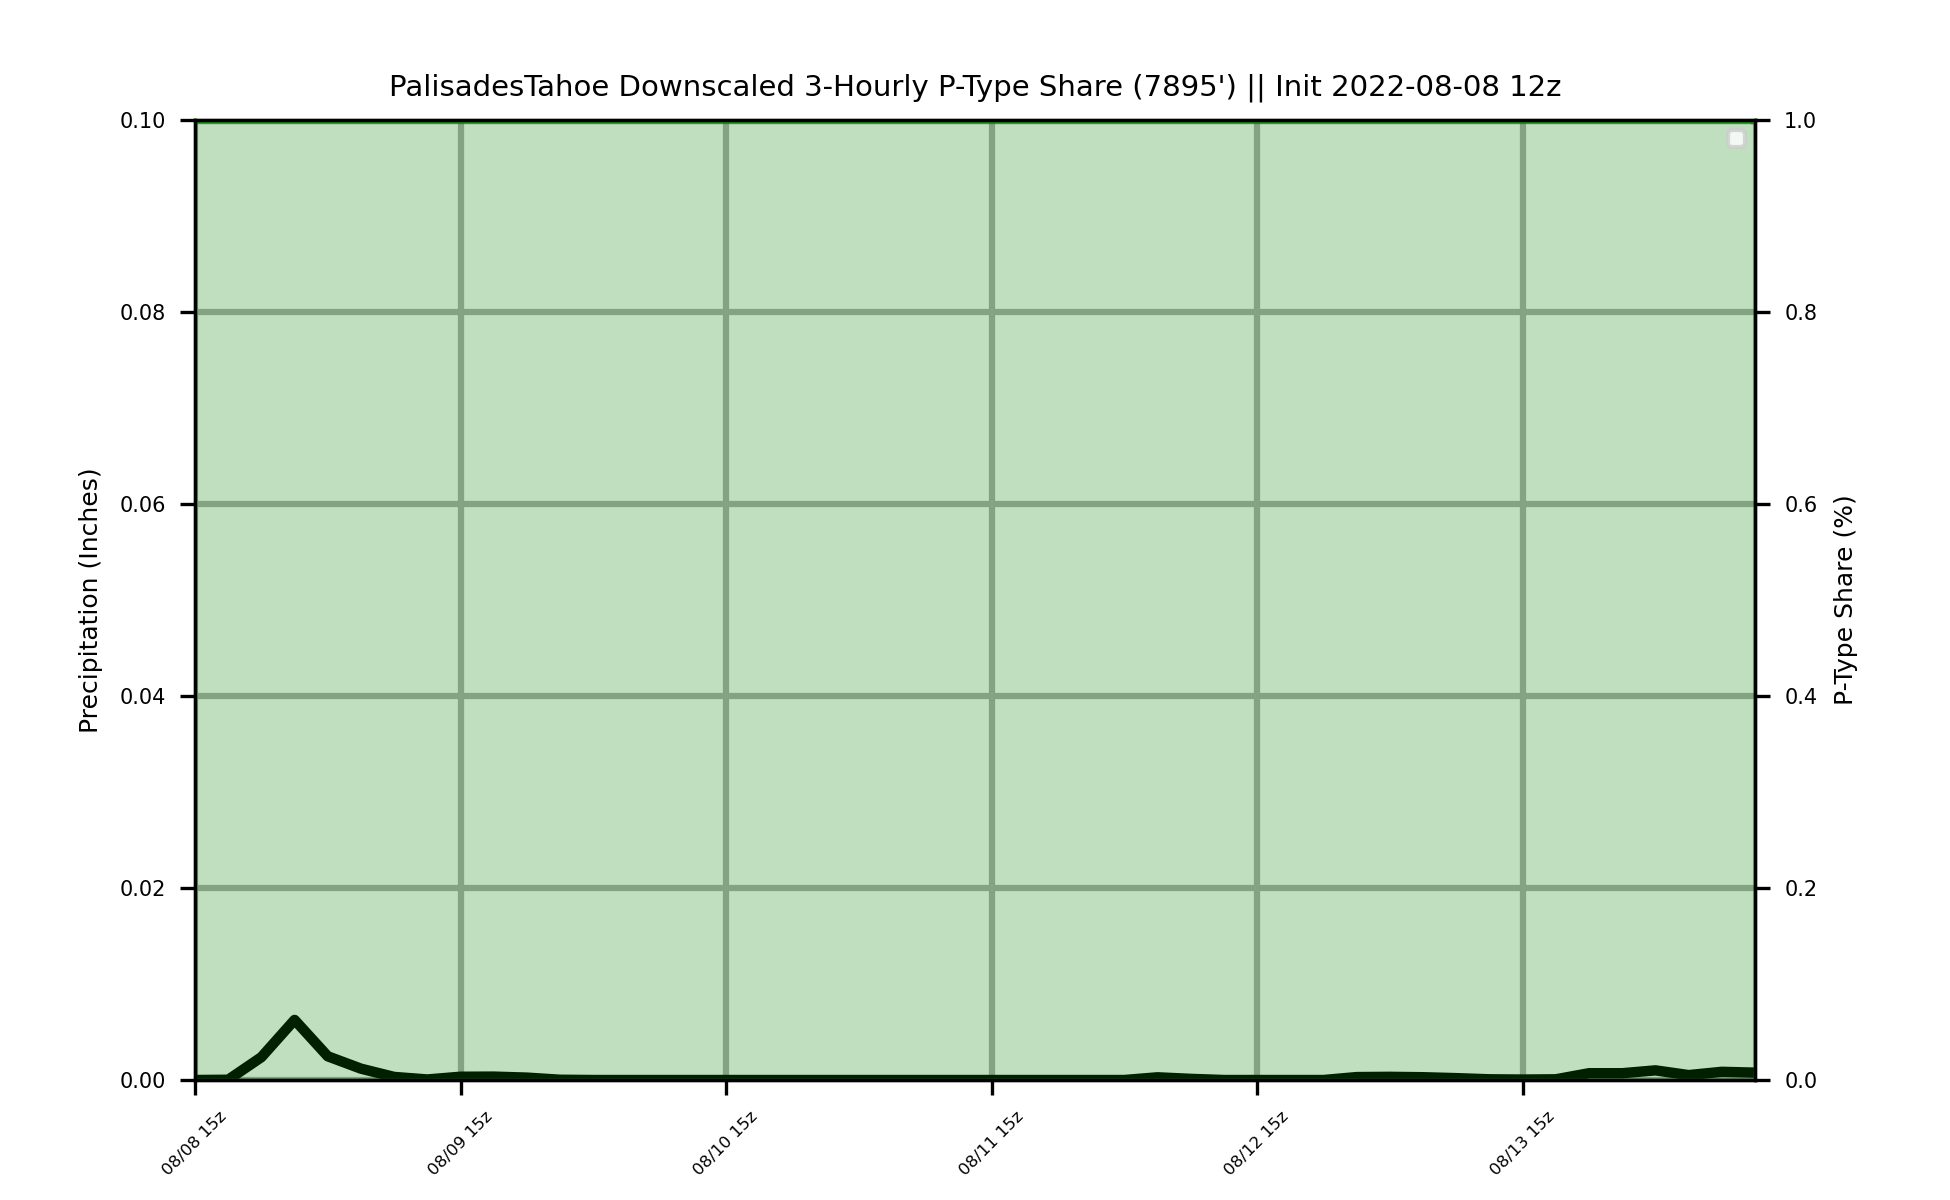 PalisadesTahoe Downscaled 3-Hourly P-Type Share (7895') || Init 2022-08-08 12z
0.10
0.08
0.06
0.04
0.02
0.00
Precipitation (Inches)
1.0
0.8
0.6
0.4
0.2
0.0
P-Type Share (%)
08/08 15z
08/09 15z
08/10 15z
08/11 15z
08/12 15z
08/13 15z